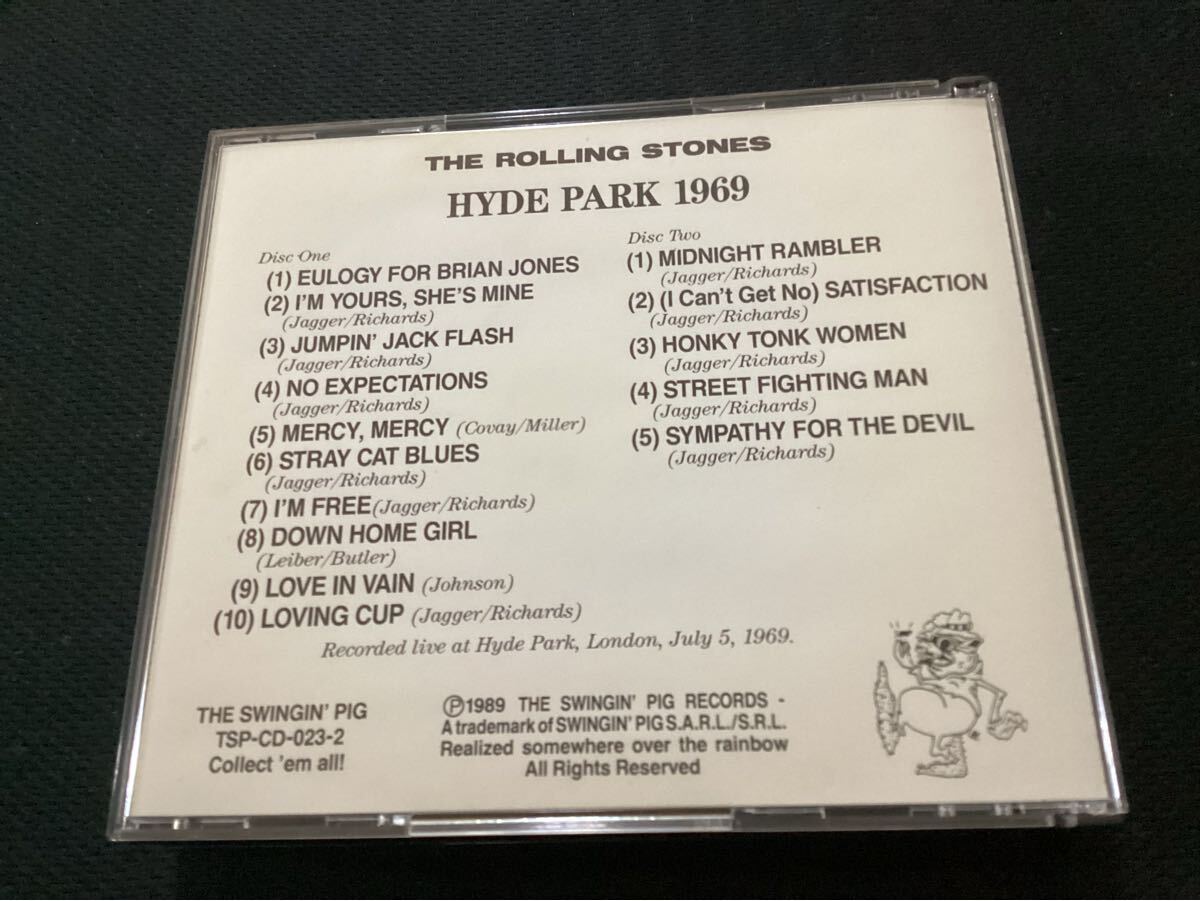 THE ROLLING STONES
HYDE PARK 1969
Disc One
(1) EULOGY FOR BRIAN JONES
(2) I'M YOURS, SHE'S MINE
(Jagger/Richards)
(3) JUMPIN' JACK FLASH
(Jagger/Richards)
(4) NO EXPECTATIONS
(Jagger/Richards)
(5) MERCY, MERCY (Covay/Miller)
(6) STRAY CAT BLUES
(Jagger/Richards)
(7) I'M FREE (Jagger/Richards)
(8) DOWN HOME GIRL
(Leiber/Butler)
(9) LOVE IN VAIN (Johnson)
(10) LOVING CUP (Jagger/Richards)
Disc Two
(1) MIDNIGHT RAMBLER
(Jagger/Richards)
(2) (I Can't Get No) SATISFACTION
(Jagger/Richards)
(3) HONKY TONK WOMEN
(Jagger/Richards)
(4) STREET FIGHTING MAN
(Jagger/Richards)
(5) SYMPATHY FOR THE DEVIL
(Jagger/Richards)
Recorded live at Hyde Park, London, July 5, 1969.
THE SWINGIN' PIG
TSP-CD-023-2
Collect 'em all!
℗1989 THE SWINGIN' PIG RECORDS -
A trademark of SWINGIN' PIG S.A.R.L./S.R.L.
Realized somewhere over the rainbow
All Rights Reserved